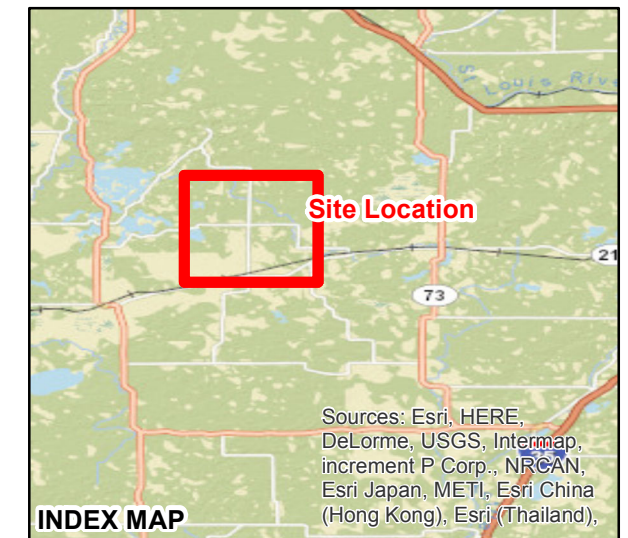 St Louis River
Site Location
21
73
35
Sources: Esri, HERE,
DeLorme, USGS, Intermap,
increment P Corp., NRCAN,
Esri Japan, METI, Esri China
(Hong Kong), Esri (Thailand),
INDEX MAP